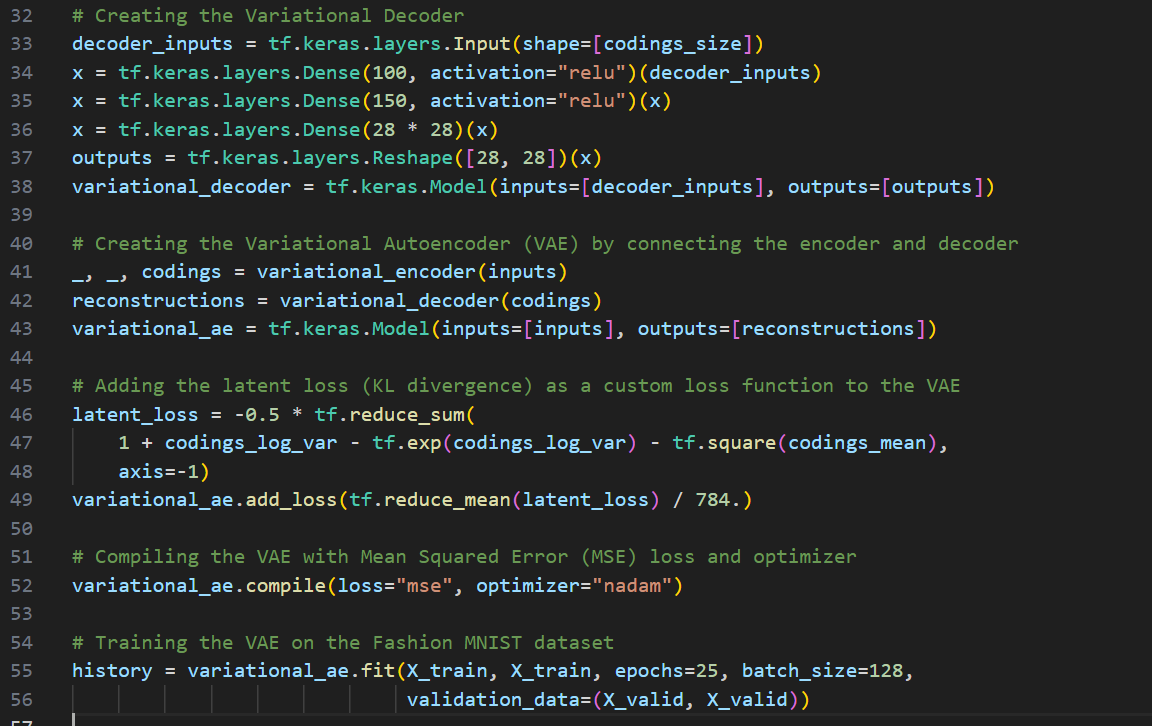 32 # Creating the Variational Decoder
33 decoder_inputs = tf.keras.layers.Input(shape=[codings_size])
34 x = tf.keras.layers.Dense(100, activation="relu")(decoder_inputs)
35 x = tf.keras.layers.Dense(150, activation="relu")(x)
36 x = tf.keras.layers.Dense(28 * 28)(x)
37 outputs = tf.keras.layers.Reshape([28, 28])(x)
38 variational_decoder = tf.keras.Model(inputs=[decoder_inputs], outputs=[outputs])
39
40 # Creating the Variational Autoencoder (VAE) by connecting the encoder and decoder
41 _, _, codings = variational_encoder(inputs)
42 reconstructions = variational_decoder(codings)
43 variational_ae = tf.keras.Model(inputs=[inputs], outputs=[reconstructions])
44
45 # Adding the latent loss (KL divergence) as a custom loss function to the VAE
46 latent_loss = -0.5 * tf.reduce_sum(
47     1 + codings_log_var - tf.exp(codings_log_var) - tf.square(codings_mean),
48     axis=-1)
49 variational_ae.add_loss(tf.reduce_mean(latent_loss) / 784.)
50
51 # Compiling the VAE with Mean Squared Error (MSE) loss and optimizer
52 variational_ae.compile(loss="mse", optimizer="nadam")
53
54 # Training the VAE on the Fashion MNIST dataset
55 history = variational_ae.fit(X_train, X_train, epochs=25, batch_size=128,
56                              validation_data=(X_valid, X_valid))
57